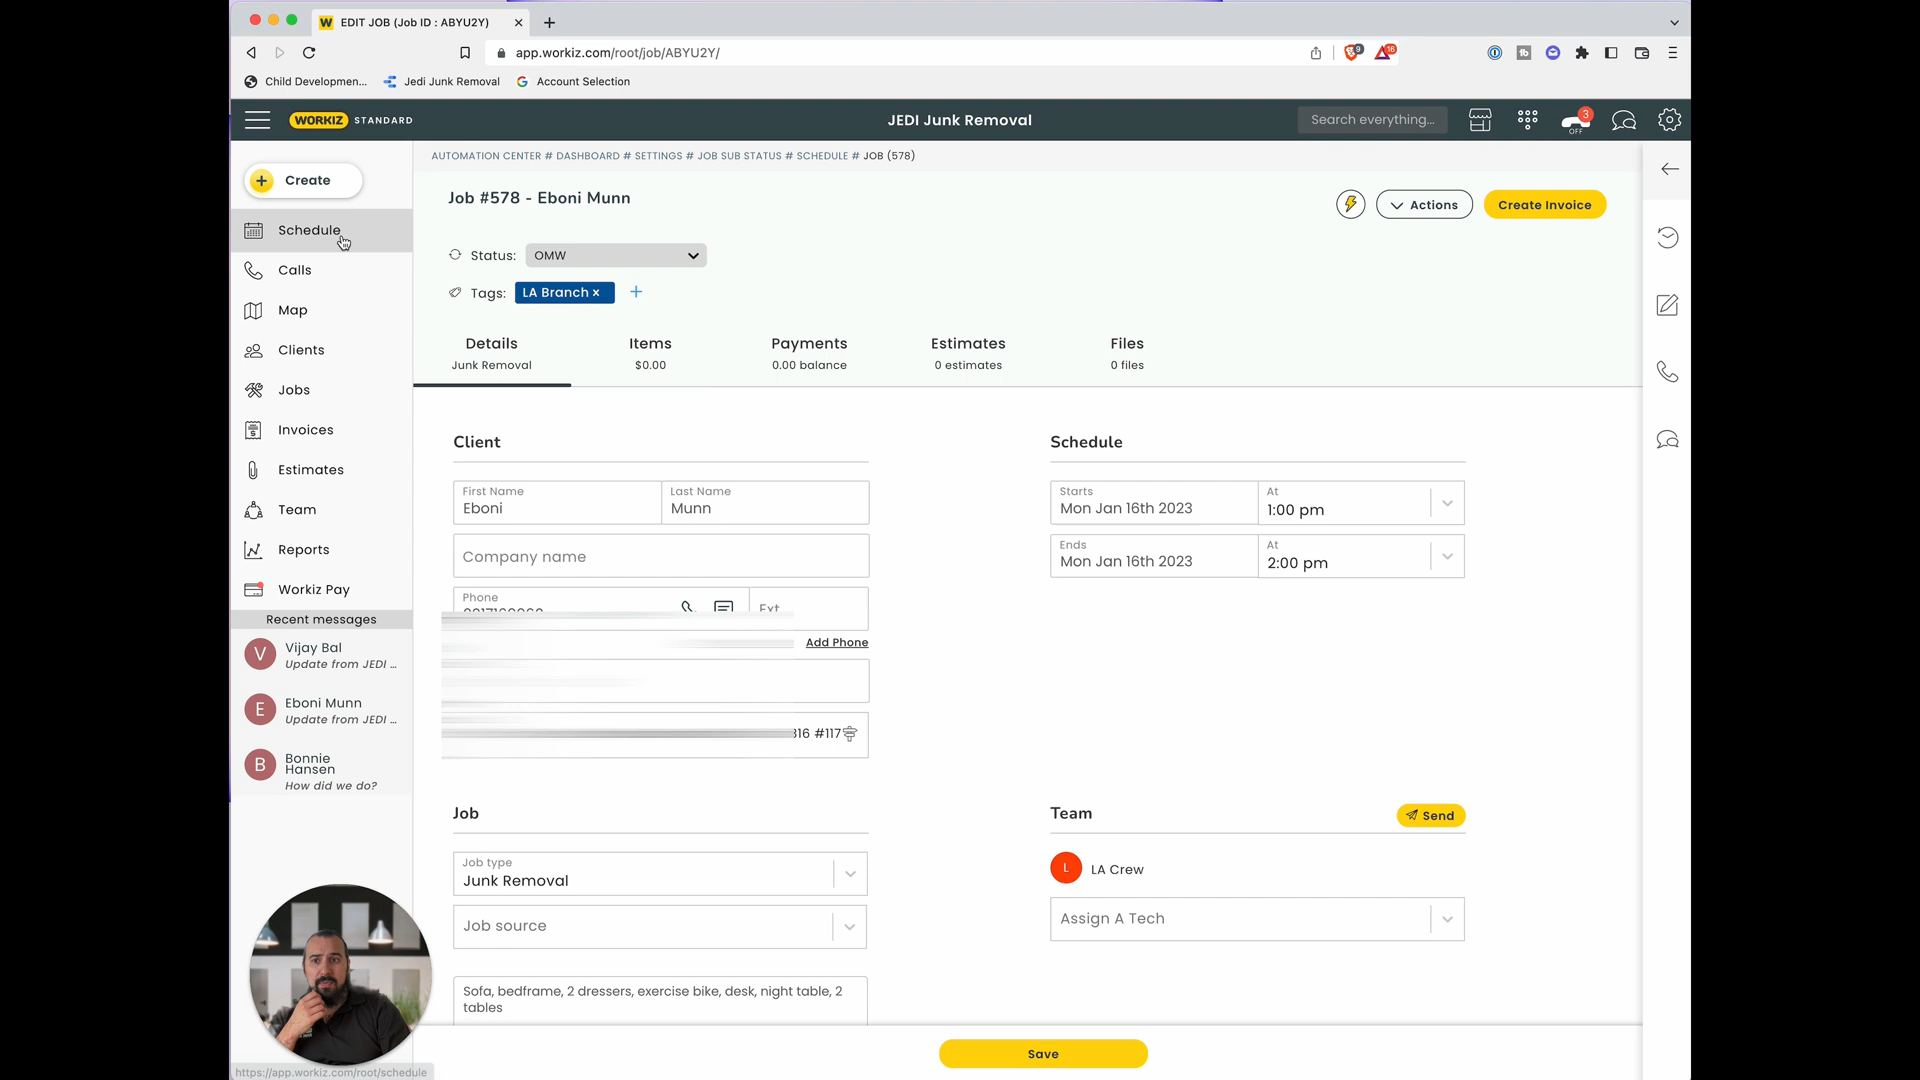 EDIT JOB (Job ID : ABYU2Y)
app.workiz.com/root/job/ABYU2Y/
9
16
Child Developmen...
Jedi Junk Removal
Account Selection
WORKIZ STANDARD
JEDI Junk Removal
Search everything...
OFF
3
Create
AUTOMATION CENTER # DASHBOARD # SETTINGS # JOB SUB STATUS # SCHEDULE # JOB (578)
Job #578 - Eboni Munn
Actions
Create Invoice
Status:
OMW
Tags:
LA Branch ×
Schedule
Calls
Map
Clients
Jobs
Invoices
Estimates
Team
Reports
Workiz Pay
Recent messages
V
Vijay Bal
Update from JEDI ...
E
Eboni Munn
Update from JEDI ...
B
Bonnie
Hansen
How did we do?
Details
Junk Removal
Items
$0.00
Payments
0.00 balance
Estimates
0 estimates
Files
0 files
Client
First Name
Eboni
Last Name
Munn
Company name
Phone
Ext
Add Phone
#117
Schedule
Starts
Mon Jan 16th 2023
At
1:00 pm
Ends
Mon Jan 16th 2023
At
2:00 pm
Job
Job type
Junk Removal
Job source
Sofa, bedframe, 2 dressers, exercise bike, desk, night table, 2
tables
Team
Send
L
LA Crew
Assign A Tech
Save
https://app.workiz.com/root/schedule